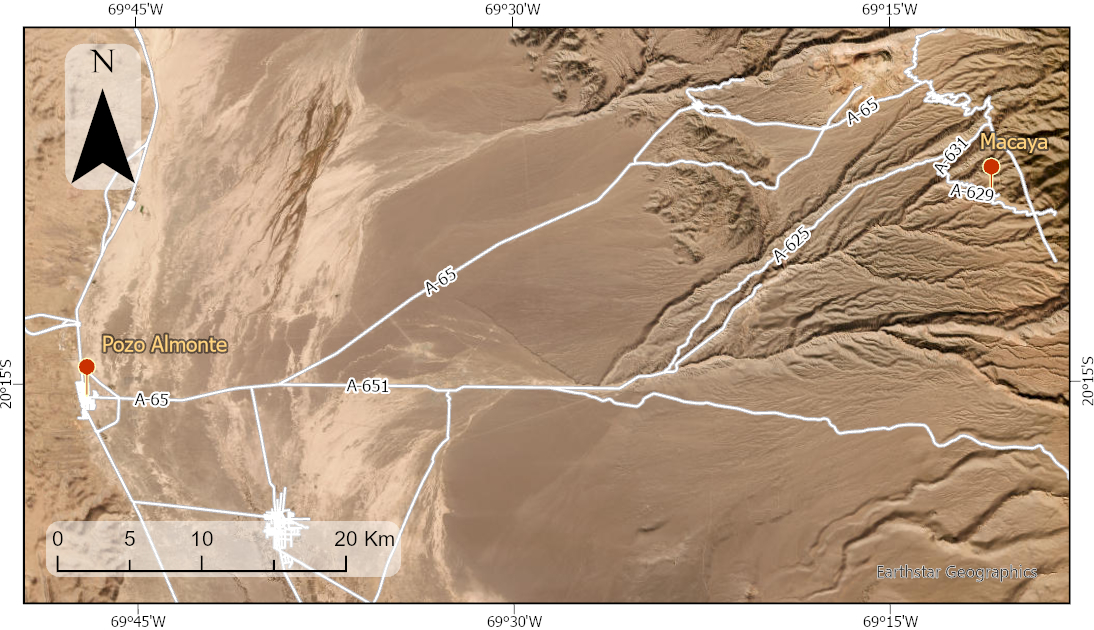 69°45'W 69°30'W 69°15'W
N
A-65
A-631
Macaya
A-629
A-625
A-65
Pozo Almonte
20°15'S 20°15'S
A-651
A-65
0 5 10 20 Km
Earthstar Geographics
69°45'W 69°30'W 69°15'W